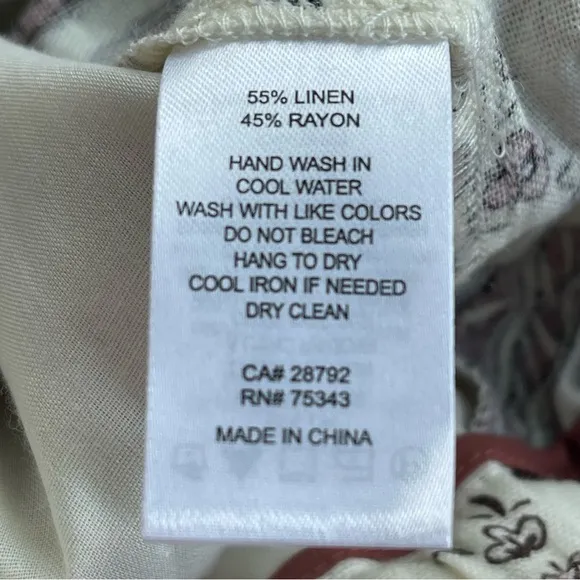 55% LINEN
45% RAYON
HAND WASH IN
COOL WATER
WASH WITH LIKE COLORS
DO NOT BLEACH
HANG TO DRY
COOL IRON IF NEEDED
DRY CLEAN
CA# 28792
RN# 75343
MADE IN CHINA